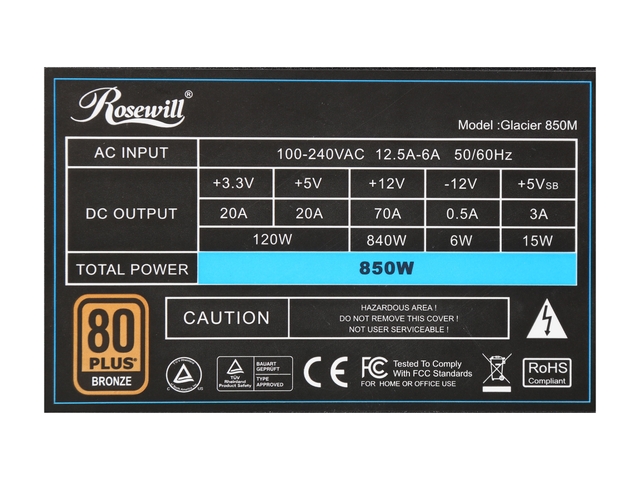 Rosewill®
Model :Glacier 850M
AC INPUT 100-240VAC 12.5A-6A 50/60Hz
DC OUTPUT
+3.3V +5V +12V -12V +5VSB
20A 20A 70A 0.5A 3A
120W 840W 6W 15W
TOTAL POWER 850W
80
PLUS®
BRONZE
CAUTION
HAZARDOUS AREA !
DO NOT REMOVE THIS COVER !
NOT USER SERVICEABLE !
TÜV
Rheinland
Product Safety
BAUART
GEPRÜFT
TYPE
APPROVED
US
CE
FC
Tested To Comply
With FCC Standards
FOR HOME OR OFFICE USE
RoHS
Compliant